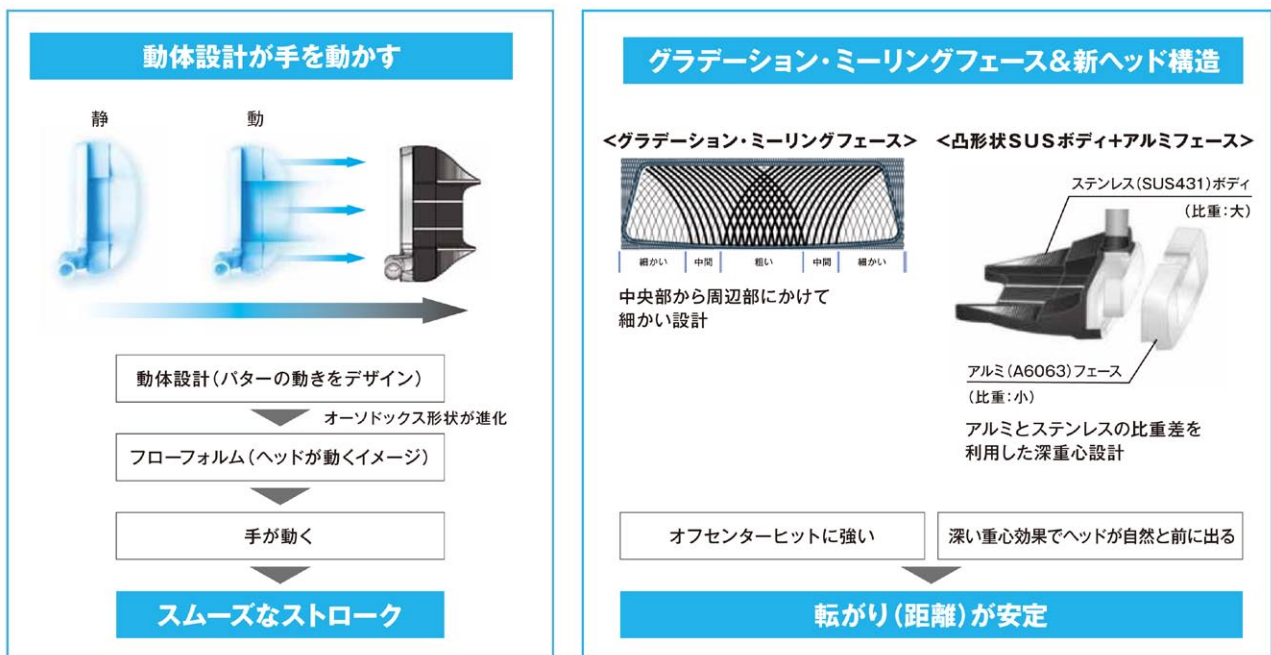 動体設計が手を動かす
静
動
動体設計(パターの動きをデザイン)
オーソドックス形状が進化
フローフォルム(ヘッドが動くイメージ)
手が動く
スムーズなストローク
グラデーション・ミーリングフェース&新ヘッド構造
<グラデーション・ミーリングフェース>
細かい
中間
粗い
中間
細かい
中央部から周辺部にかけて
細かい設計
<凸形状SUSボディ+アルミフェース>
ステンレス(SUS431)ボディ
(比重:大)
アルミ(A6063)フェース
(比重:小)
アルミとステンレスの比重差を
利用した深重心設計
オフセンターヒットに強い
深い重心効果でヘッドが自然と前に出る
転がり(距離)が安定